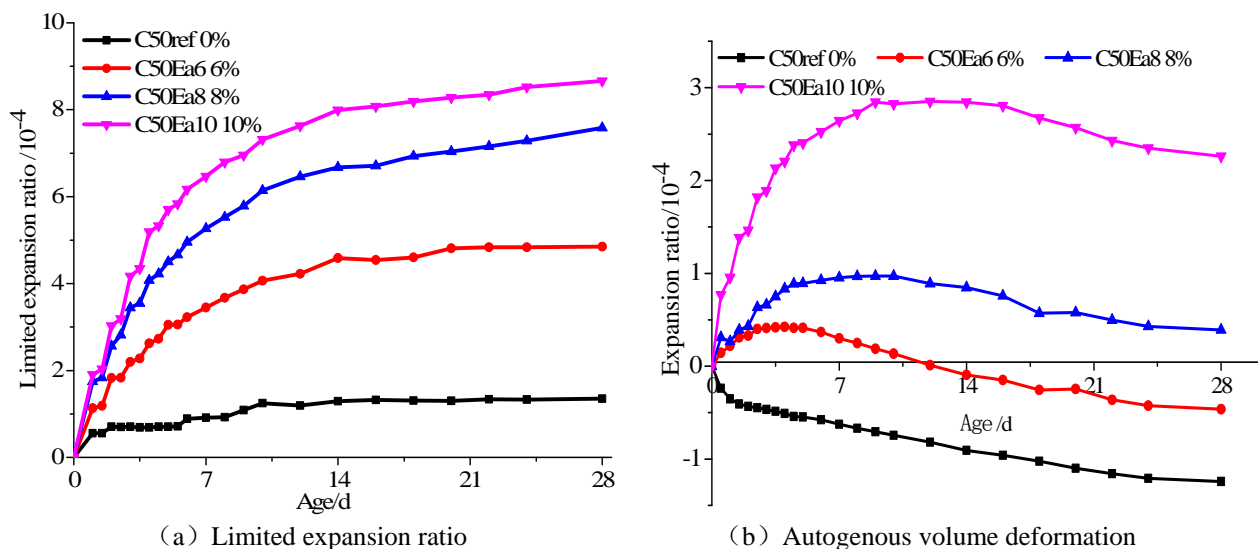 10
8
6
4
2
0
Limited expansion ratio /10⁻⁴
C50ref 0%
C50Ea6 6%
C50Ea8 8%
C50Ea10 10%
0 7 14 21 28
Age/d
（a）Limited expansion ratio
3
2
1
0
-1
Expansion ratio/10⁻⁴
C50ref 0% C50Ea6 6% C50Ea8 8%
C50Ea10 10%
0 7 14 21 28
Age /d
（b）Autogenous volume deformation